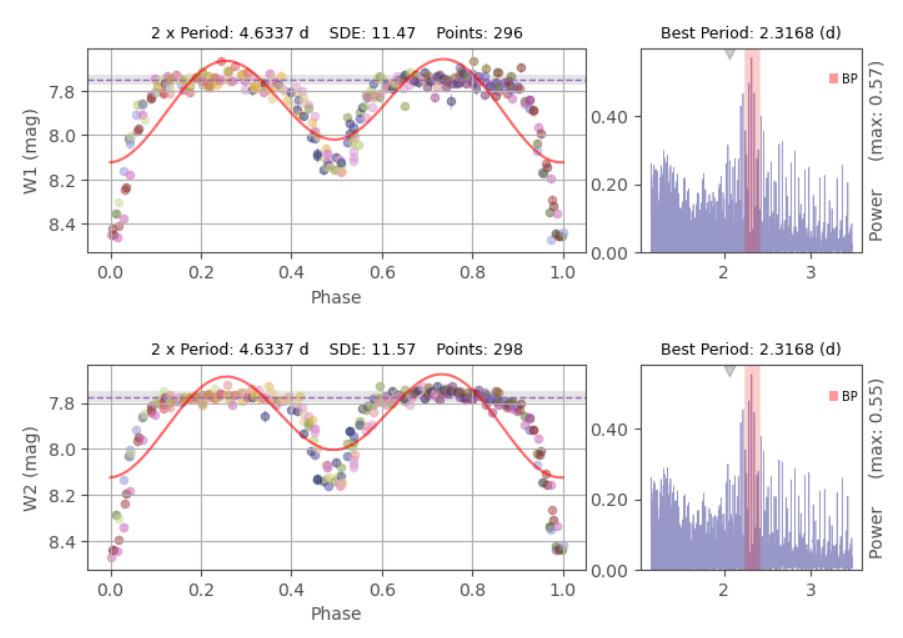 2 x Period: 4.6337 d SDE: 11.47 Points: 296
Best Period: 2.3168 (d)
W1 (mag)
7.8
8.0
8.2
8.4
0.0 0.2 0.4 0.6 0.8 1.0
Phase
BP
0.40
0.20
0.00
2 3
Power (max: 0.57)
2 x Period: 4.6337 d SDE: 11.57 Points: 298
Best Period: 2.3168 (d)
W2 (mag)
7.8
8.0
8.2
8.4
0.0 0.2 0.4 0.6 0.8 1.0
Phase
BP
0.40
0.20
0.00
2 3
Power (max: 0.55)